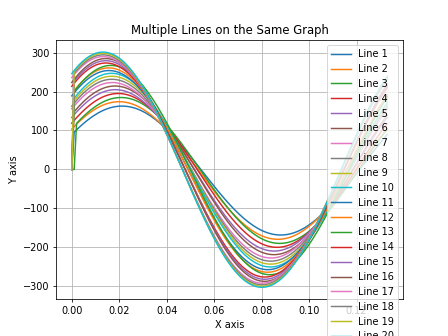 Multiple Lines on the Same Graph
300
200
100
0
−100
−200
−300
Y axis
0.00
0.02
0.04
0.06
0.08
0.10
X axis
Line 1
Line 2
Line 3
Line 4
Line 5
Line 6
Line 7
Line 8
Line 9
Line 10
Line 11
Line 12
Line 13
Line 14
Line 15
Line 16
Line 17
Line 18
Line 19
Line 20